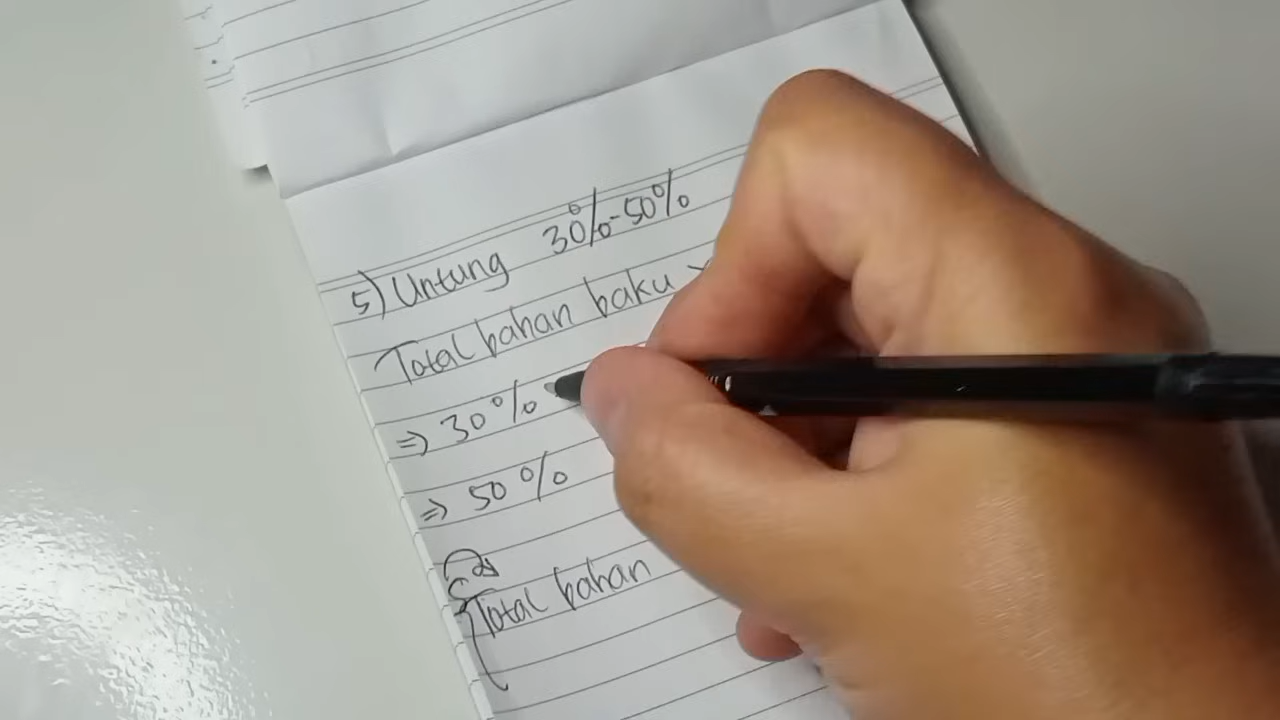 5) Untung 30%-50%
Total bahan baku
=> 30%
=> 50%
Total bahan